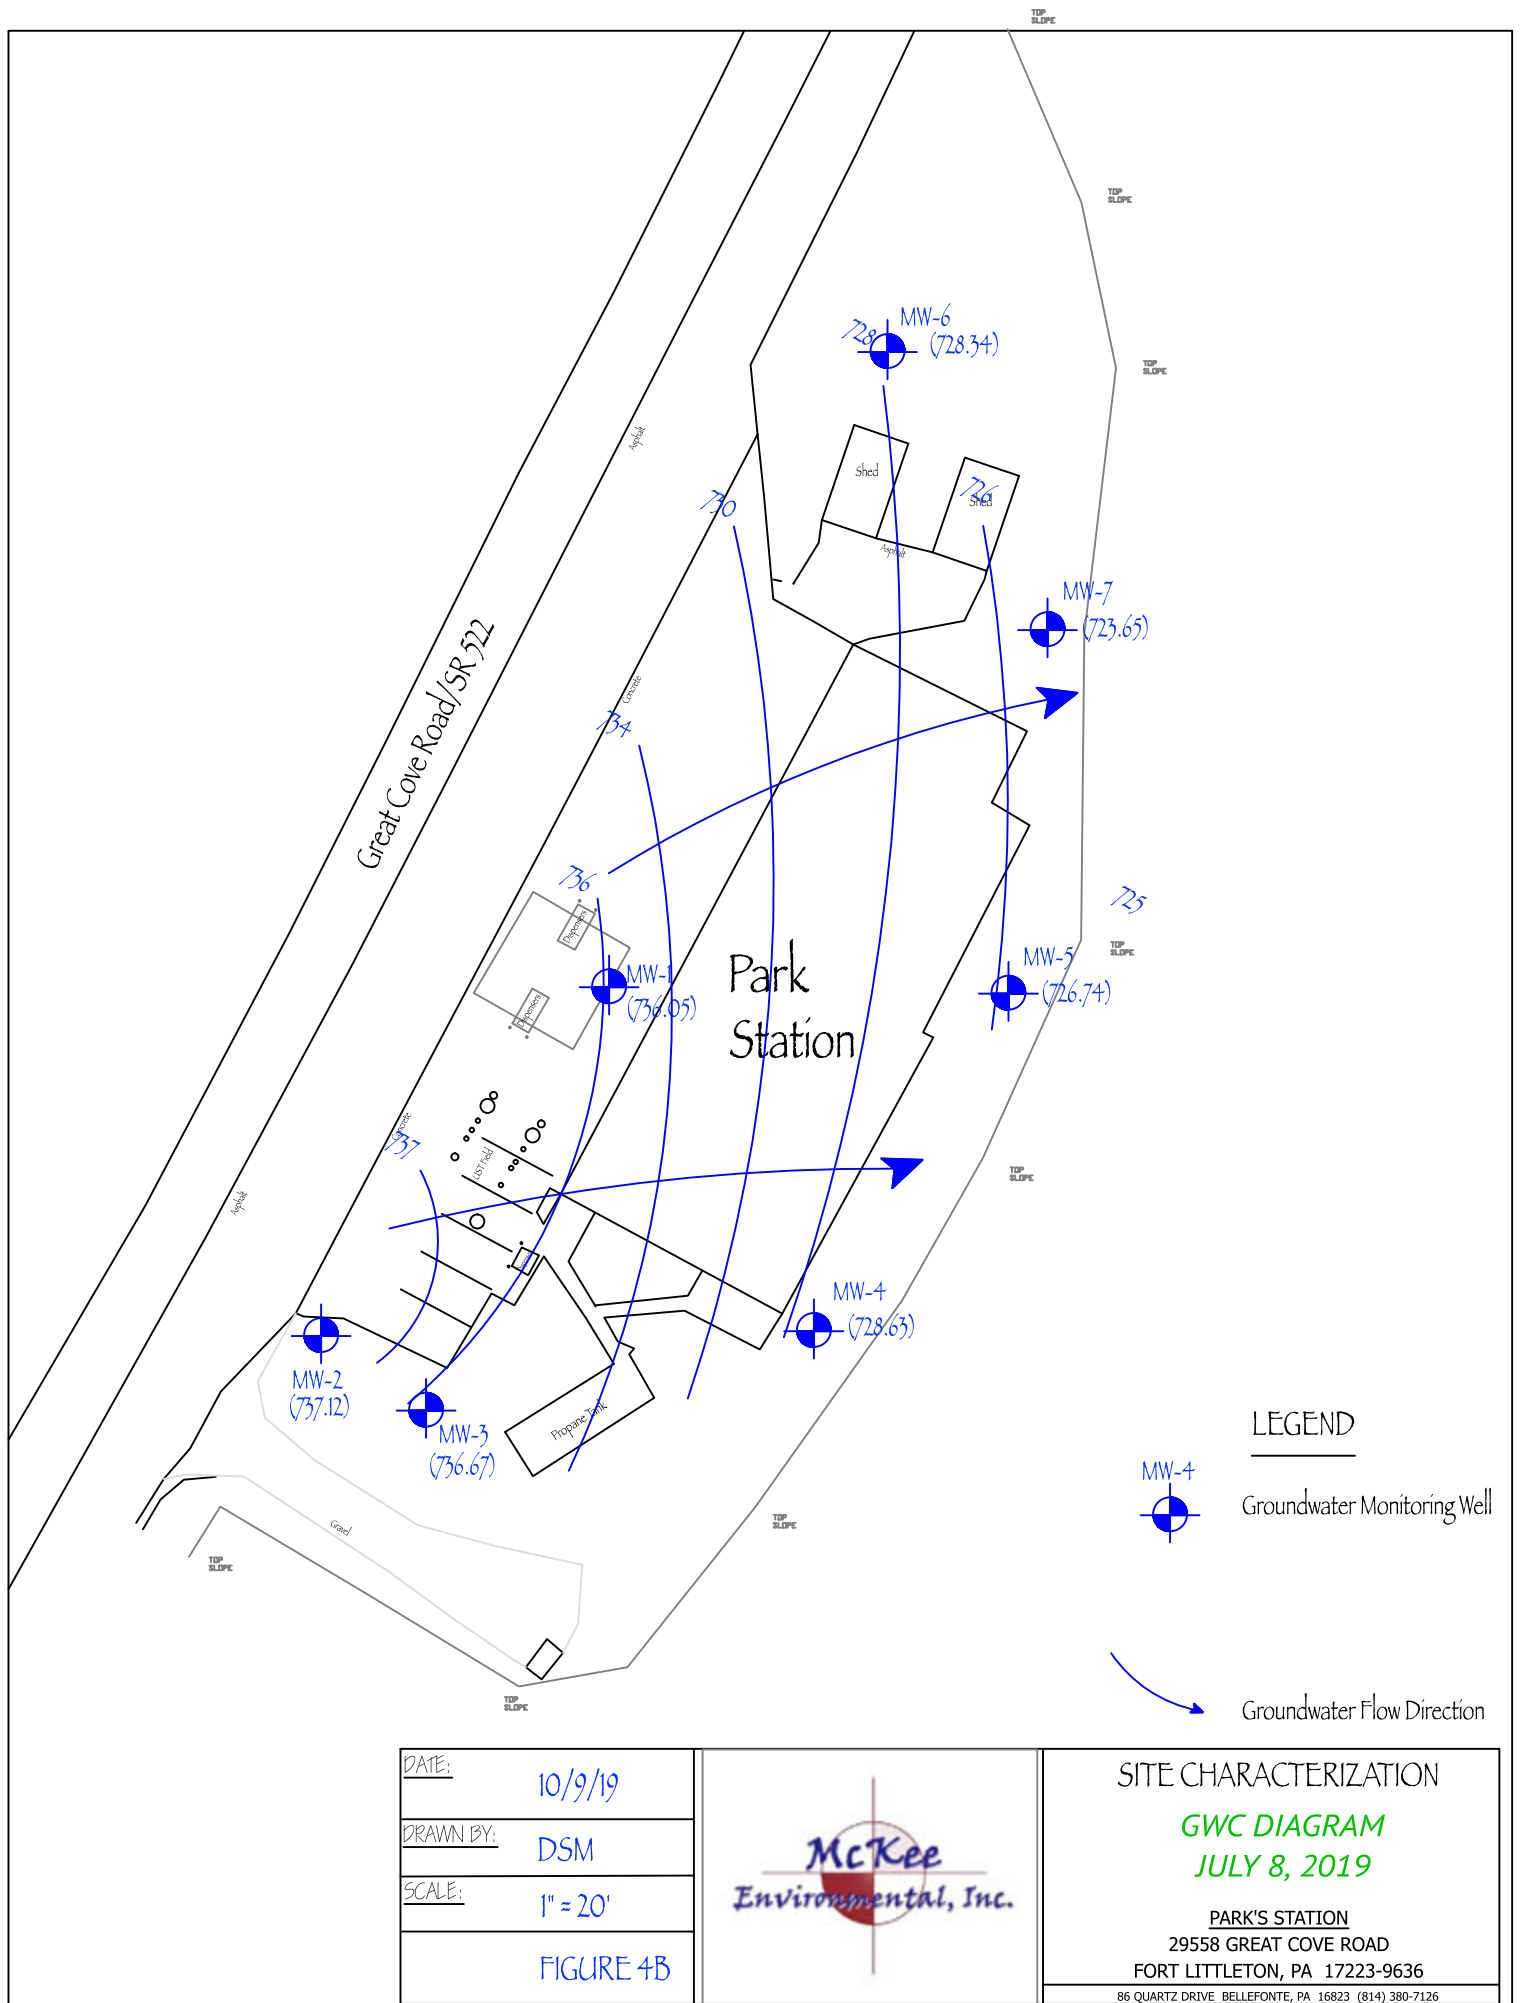 TOP
SLOPE
TOP
SLOPE
MW-6
728
(728.34)
TOP
SLOPE
Asphalt
Shed
726
Shed
730
Asphalt
MW-7
(723.65)
Great Cove Road/SR 522
Concrete
734
736
725
Dispensers
TOP
SLOPE
Park
Station
MW-5
(726.74)
MW-1
(736.05)
Dispensers
Concrete
737
UST Field
TOP
SLOPE
Asphalt
MW-4
(728.63)
MW-2
(737.12)
MW-3
(736.67)
Propane Tank
LEGEND
MW-4
Groundwater Monitoring Well
TOP
SLOPE
Gravel
TOP
SLOPE
TOP
SLOPE
Groundwater Flow Direction
DATE:
10/9/19
DRAWN BY:
DSM
SCALE:
1" = 20'
FIGURE 4B
McKee
Environmental, Inc.
SITE CHARACTERIZATION
GWC DIAGRAM
JULY 8, 2019
PARK'S STATION
29558 GREAT COVE ROAD
FORT LITTLETON, PA 17223-9636
86 QUARTZ DRIVE BELLEFONTE, PA 16823 (814) 380-7126